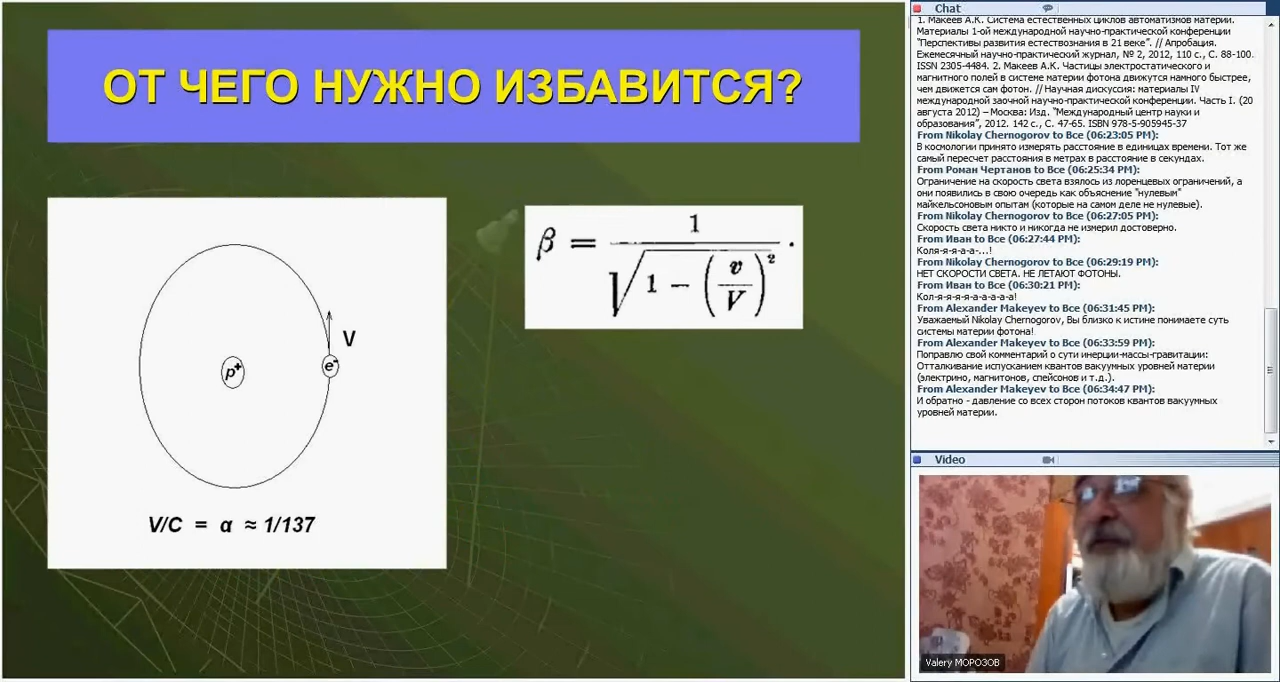 ОТ ЧЕГО НУЖНО ИЗБАВИТСЯ?
p+
e-
V
V/C = α ≈ 1/137
β = 1 / √1 − (v/V)² .
Chat
1. Макеев А.К. Система естественных циклов автоматизмов материи.
Материалы 1-ой международной научно-практической конференции
"Перспективы развития естествознания в 21 веке". // Апробация.
Ежемесячный научно-практический журнал, № 2, 2012, 110 с., С. 88-100.
ISSN 2305-4484. 2. Макеев А.К. Частицы электростатического и
магнитного полей в системе материи фотона движутся намного быстрее,
чем движется сам фотон. // Научная дискуссия: материалы IV
международной заочной научно-практической конференции. Часть I. (20
августа 2012) – Москва: Изд. "Международный центр науки и
образования", 2012. 142 с., С. 47-65. ISBN 978-5-905945-37
From Nikolay Chernogorov to Все (06:23:05 PM):
В космологии принято измерять расстояние в единицах времени. Тот же
самый пересчет расстояния в метрах в расстояние в секундах.
From Роман Чертанов to Все (06:25:34 PM):
Ограничение на скорость света взялось из лоренцевых ограничений, а
они появились в свою очередь как объяснение "нулевым"
майкельсоновым опытам (которые на самом деле не нулевые).
From Nikolay Chernogorov to Все (06:27:05 PM):
Скорость света никто и никогда не измерил достоверно.
From Иван to Все (06:27:44 PM):
Коля-я-я-а-а-...!
From Nikolay Chernogorov to Все (06:29:19 PM):
НЕТ СКОРОСТИ СВЕТА. НЕ ЛЕТАЮТ ФОТОНЫ.
From Иван to Все (06:30:21 PM):
Кол-я-я-я-я-а-а-а-а-а!
From Alexander Makeyev to Все (06:31:45 PM):
Уважаемый Nikolay Chernogorov, Вы близко к истине понимаете суть
системы материи фотона!
From Alexander Makeyev to Все (06:33:59 PM):
Поправлю свой комментарий о сути инерции-массы-гравитации:
Отталкивание испусканием квантов вакуумных уровней материи
(электрино, магнитонов, спейсонов и т.д.).
From Alexander Makeyev to Все (06:34:47 PM):
И обратно - давление со всех сторон потоков квантов вакуумных
уровней материи.
Video
Valery МОРОЗОВ